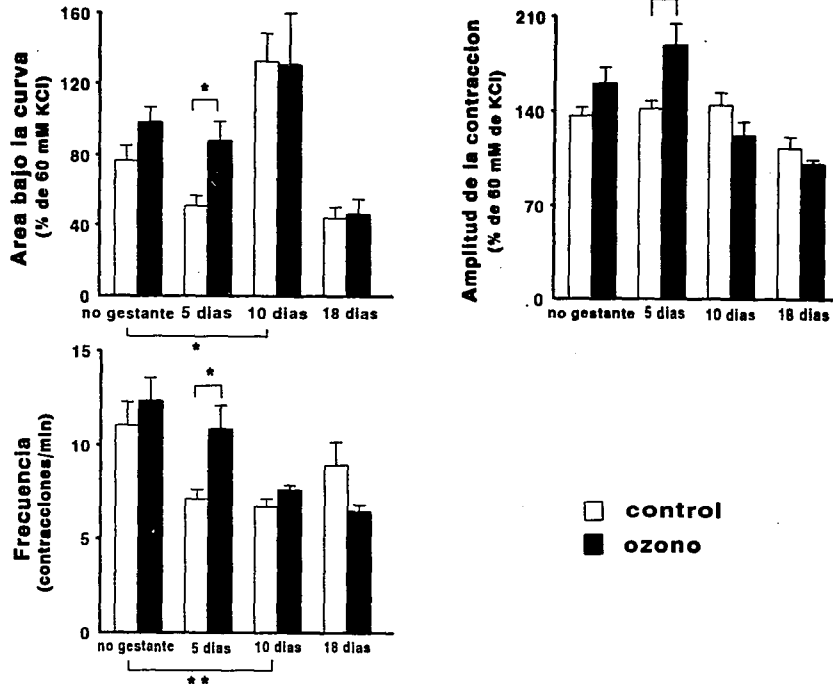 Area bajo la curva
(% de 60 mM KCl)
160
120
80
40
0
*
no gestante 5 dias 10 dias 18 dias
*
Amplitud de la contraccion
(% de 60 mM de KCl)
210
140
70
0
no gestante 5 dias 10 dias 18 dias
Frecuencia
(contracciones/min)
15
10
5
0
*
no gestante 5 dias 10 dias 18 dias
**
control
ozono